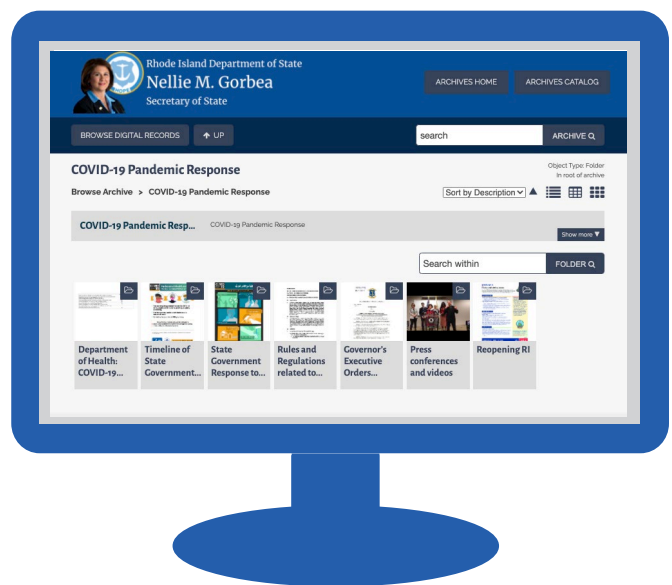 Rhode Island Department of State
Nellie M. Gorbea
Secretary of State
ARCHIVES HOME
ARCHIVES CATALOG
BROWSE DIGITAL RECORDS
UP
search
ARCHIVE
COVID-19 Pandemic Response
Object Type: Folder
In root of archive
Browse Archive > COVID-19 Pandemic Response
Sort by Description
COVID-19 Pandemic Resp...
COVID-19 Pandemic Response
Show more
Search within
FOLDER
Department
of Health:
COVID-19...
Timeline of
State
Government...
State
Government
Response to...
Rules and
Regulations
related to...
Governor's
Executive
Orders...
Press
conferences
and videos
Reopening RI